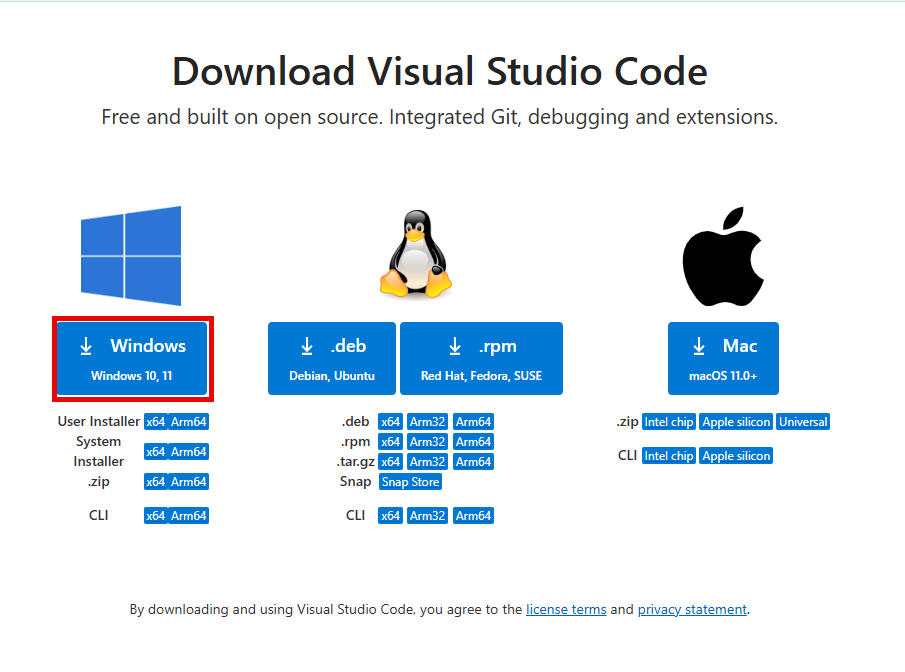 Download Visual Studio Code
Free and built on open source. Integrated Git, debugging and extensions.
Windows
Windows 10, 11
User Installer x64 Arm64
System
Installer x64 Arm64
.zip x64 Arm64
CLI x64 Arm64
.deb
Debian, Ubuntu
.rpm
Red Hat, Fedora, SUSE
.deb x64 Arm32 Arm64
.rpm x64 Arm32 Arm64
.tar.gz x64 Arm32 Arm64
Snap Snap Store
CLI x64 Arm32 Arm64
Mac
macOS 11.0+
.zip Intel chip Apple silicon Universal
CLI Intel chip Apple silicon
By downloading and using Visual Studio Code, you agree to the license terms and privacy statement.